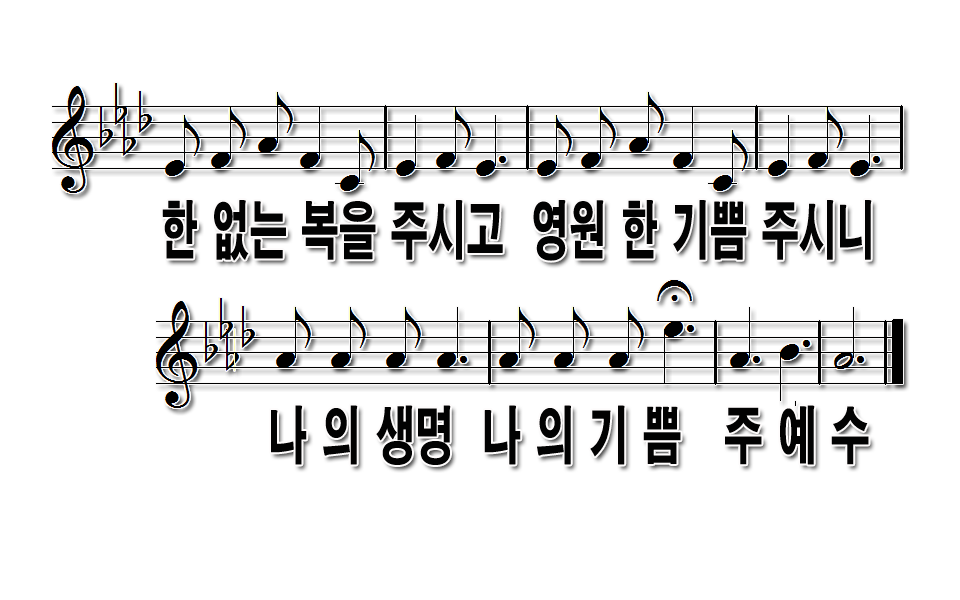 한 없는 복을 주시고 영원 한 기쁨 주시니
나 의 생명 나 의 기 쁨 주 예 수